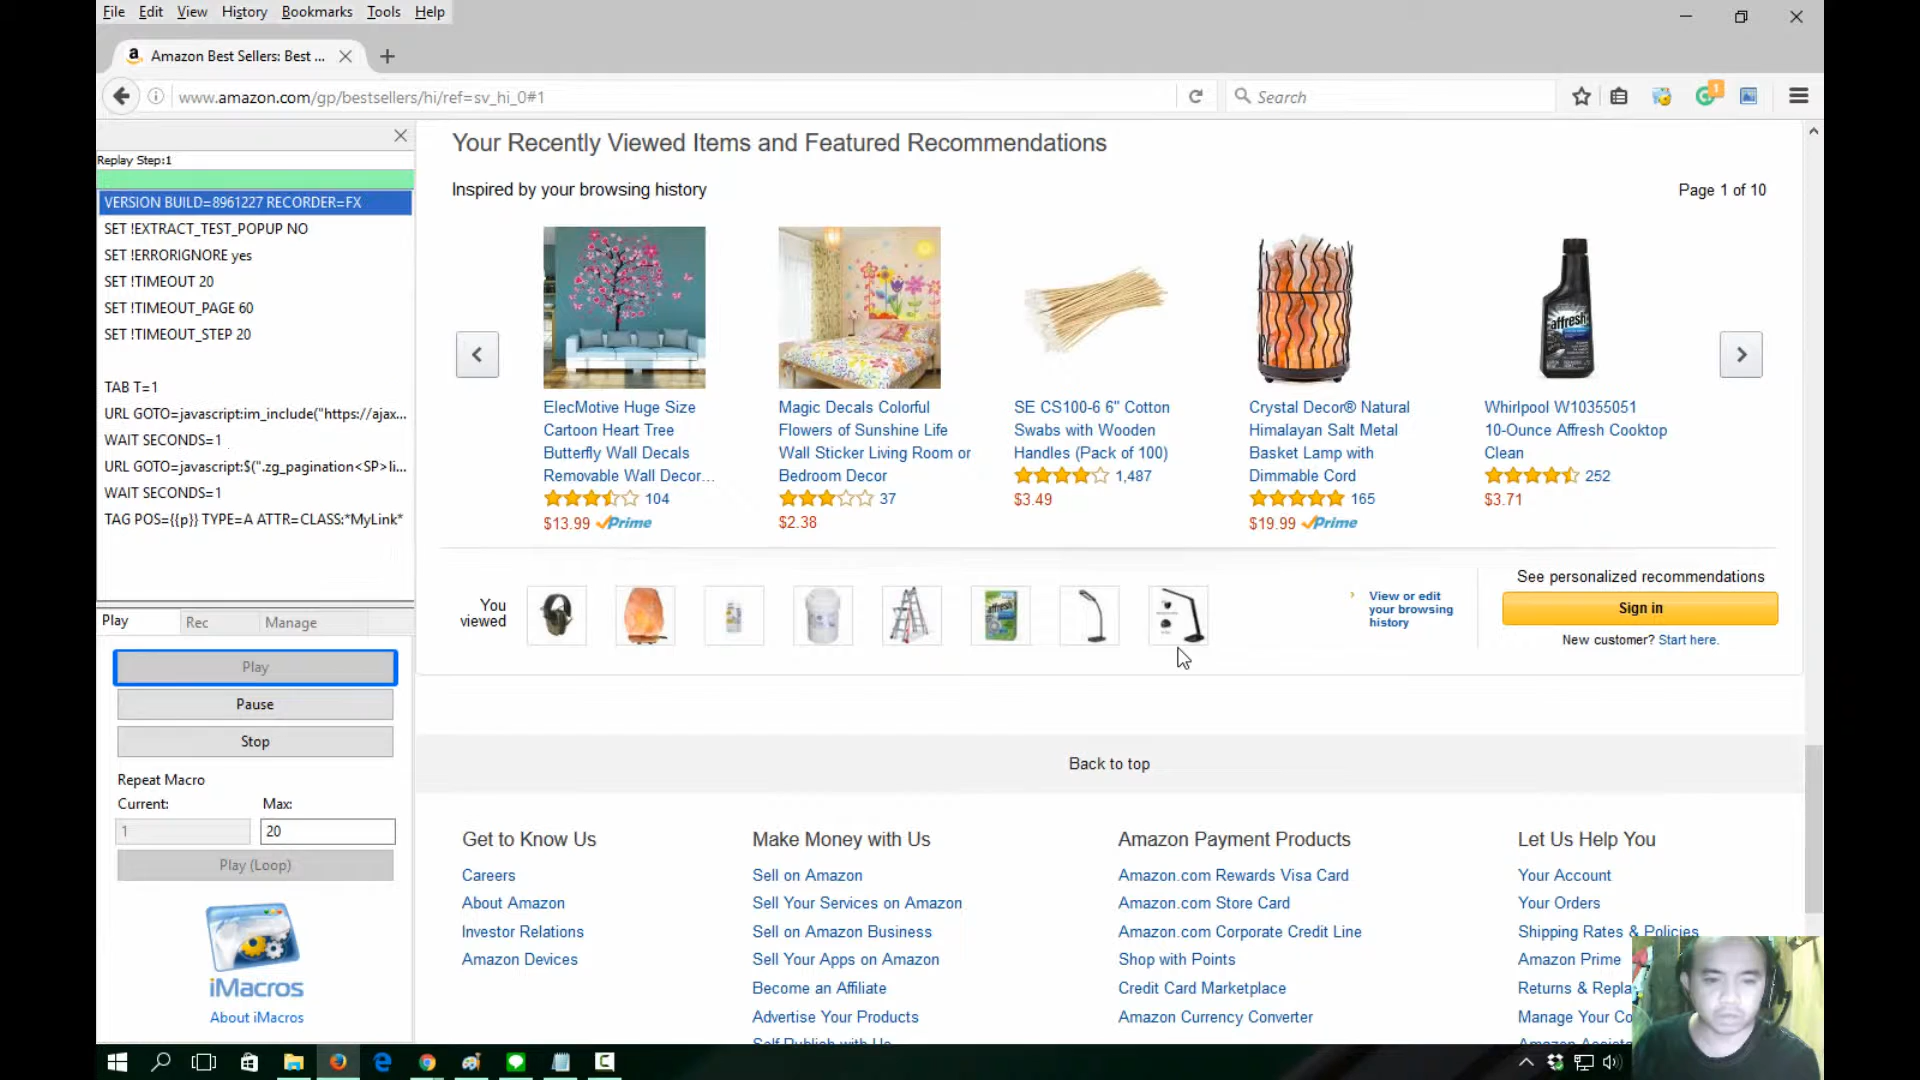 File Edit View History Bookmarks Tools Help
Amazon Best Sellers: Best ...
www.amazon.com/gp/bestsellers/hi/ref=sv_hi_0#1
Search
1
Replay Step:1
VERSION BUILD=8961227 RECORDER=FX
SET !EXTRACT_TEST_POPUP NO
SET !ERRORIGNORE yes
SET !TIMEOUT 20
SET !TIMEOUT_PAGE 60
SET !TIMEOUT_STEP 20
TAB T=1
URL GOTO=javascript:im_include("https://ajax...
WAIT SECONDS=1
URL GOTO=javascript:$(".zg_pagination<SP>li...
WAIT SECONDS=1
TAG POS={{p}} TYPE=A ATTR=CLASS:*MyLink*
Play Rec Manage
Play
Pause
Stop
Repeat Macro
Current: Max:
1 20
Play (Loop)
iMacros
About iMacros
Your Recently Viewed Items and Featured Recommendations
Inspired by your browsing history
Page 1 of 10
ElecMotive Huge Size
Cartoon Heart Tree
Butterfly Wall Decals
Removable Wall Decor...
104
$13.99 Prime
Magic Decals Colorful
Flowers of Sunshine Life
Wall Sticker Living Room or
Bedroom Decor
37
$2.38
SE CS100-6 6" Cotton
Swabs with Wooden
Handles (Pack of 100)
1,487
$3.49
Crystal Decor® Natural
Himalayan Salt Metal
Basket Lamp with
Dimmable Cord
165
$19.99 Prime
affresh
Whirlpool W10355051
10-Ounce Affresh Cooktop
Clean
252
$3.71
You
viewed
affresh
View or edit
your browsing
history
See personalized recommendations
Sign in
New customer? Start here.
Back to top
Get to Know Us
Careers
About Amazon
Investor Relations
Amazon Devices
Make Money with Us
Sell on Amazon
Sell Your Services on Amazon
Sell on Amazon Business
Sell Your Apps on Amazon
Become an Affiliate
Advertise Your Products
Self-Publish with Us
Amazon Payment Products
Amazon.com Rewards Visa Card
Amazon.com Store Card
Amazon.com Corporate Credit Line
Shop with Points
Credit Card Marketplace
Amazon Currency Converter
Let Us Help You
Your Account
Your Orders
Shipping Rates & Policies
Amazon Prime
Returns & Repla
Manage Your Co
Amazon Assist